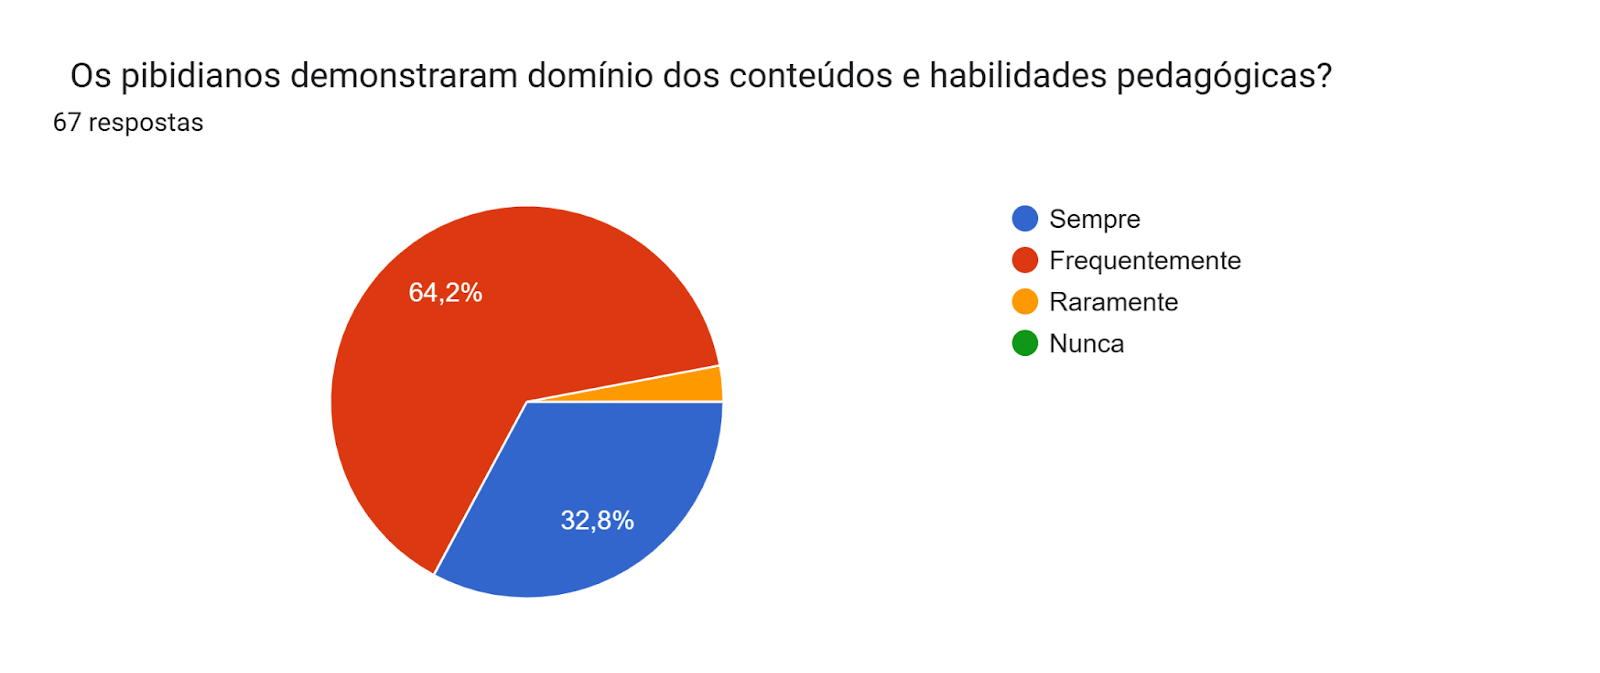 Os pibidianos demonstraram domínio dos conteúdos e habilidades pedagógicas?
67 respostas
64,2%
32,8%
Sempre
Frequentemente
Raramente
Nunca